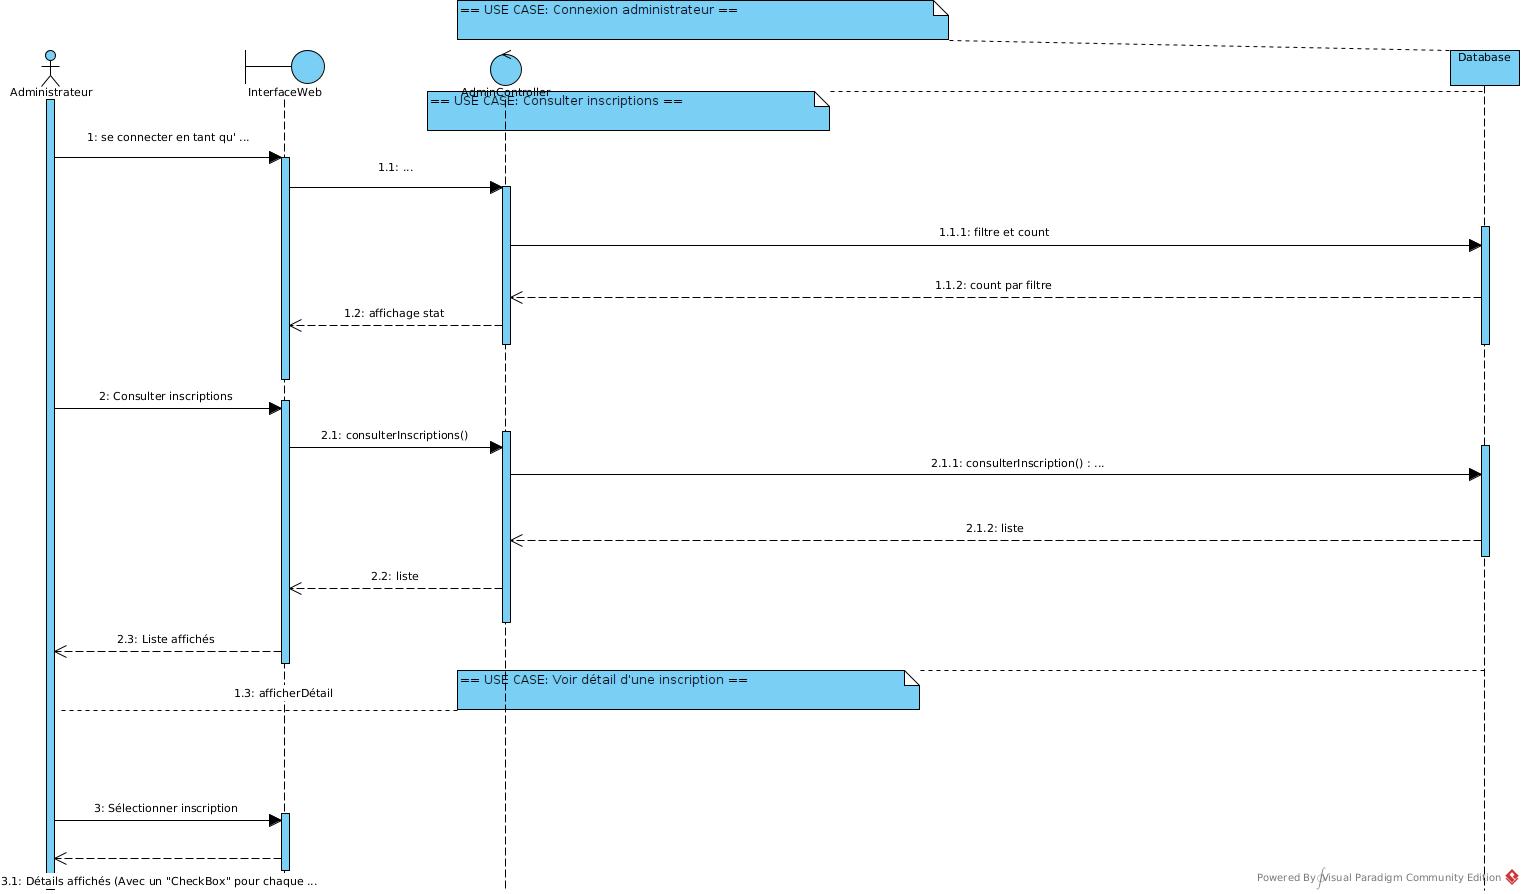 == USE CASE: Connexion administrateur ==
Database
Administrateur
InterfaceWeb
AdminController
== USE CASE: Consulter inscriptions ==
1: se connecter en tant qu' ...
1.1: ...
1.1.1: filtre et count
1.1.2: count par filtre
1.2: affichage stat
2: Consulter inscriptions
2.1: consulterInscriptions()
2.1.1: consulterInscription() : ...
2.1.2: liste
2.2: liste
2.3: Liste affichés
== USE CASE: Voir détail d'une inscription ==
1.3: afficherDétail
3: Sélectionner inscription
3.1: Détails affichés (Avec un "CheckBox" pour chaque ...
Powered By Visual Paradigm Community Edition